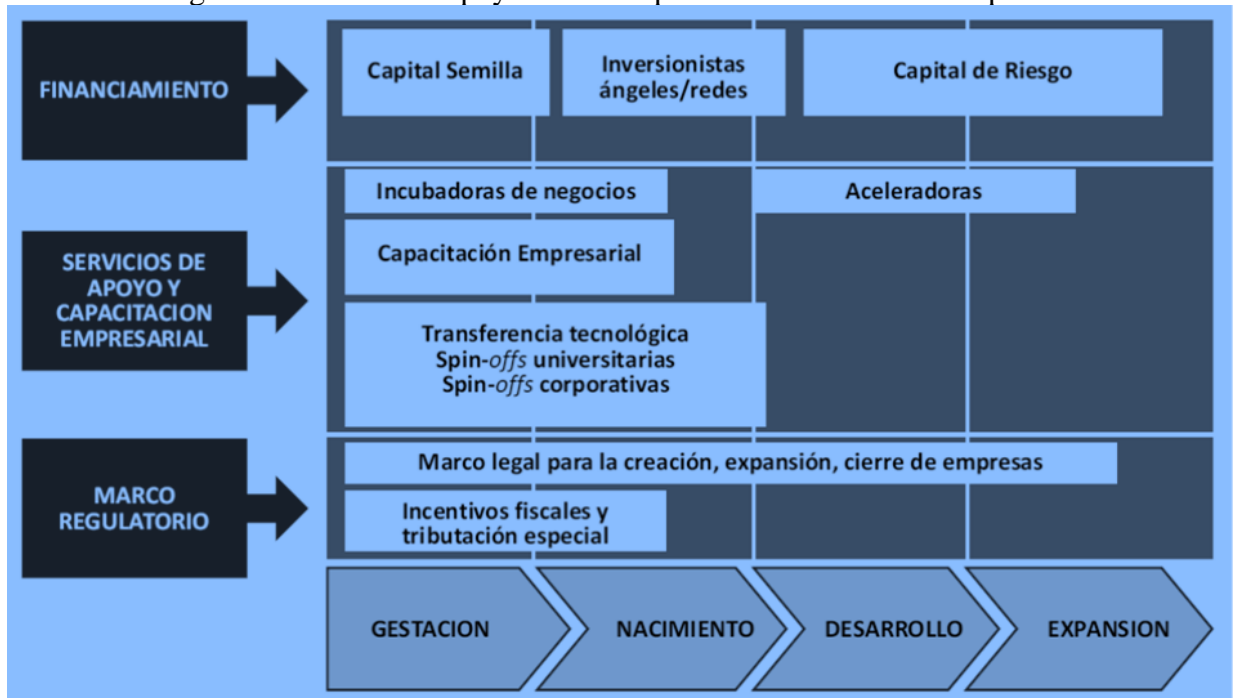 FINANCIAMIENTO
Capital Semilla
Inversionistas
ángeles/redes
Capital de Riesgo
SERVICIOS DE
APOYO Y
CAPACITACION
EMPRESARIAL
Incubadoras de negocios
Aceleradoras
Capacitación Empresarial
Transferencia tecnológica
Spin-offs universitarias
Spin-offs corporativas
MARCO
REGULATORIO
Marco legal para la creación, expansión, cierre de empresas
Incentivos fiscales y
tributación especial
GESTACION
NACIMIENTO
DESARROLLO
EXPANSION